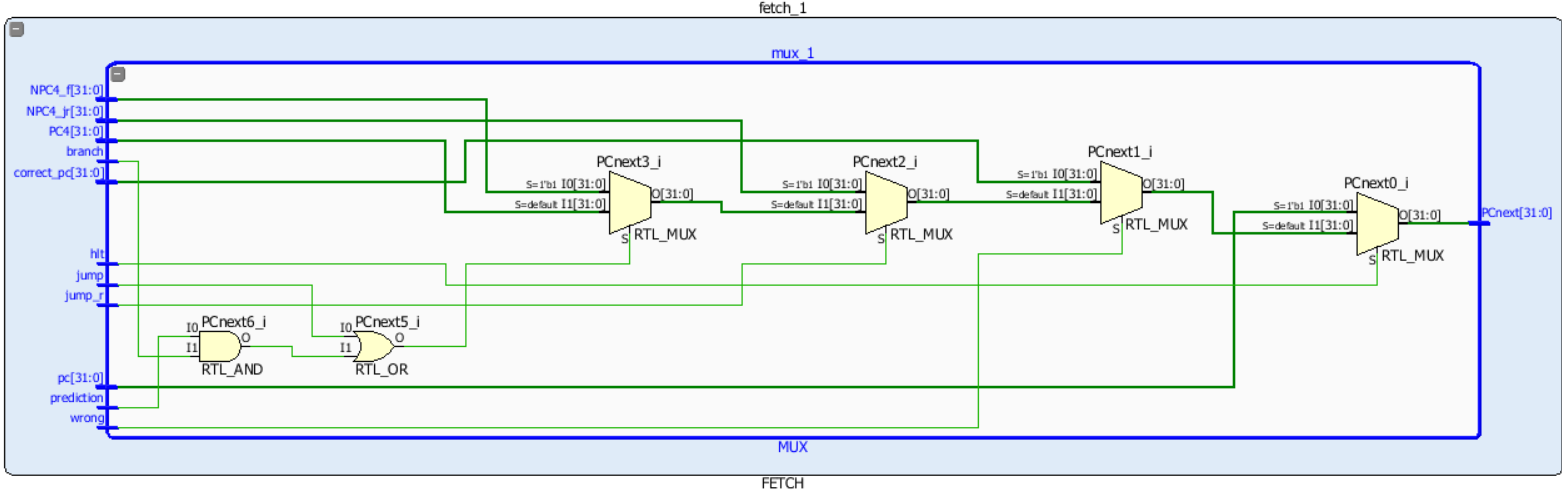 fetch_1
mux_1
NPC4_f[31:0]
NPC4_jr[31:0]
PC4[31:0]
branch
correct_pc[31:0]
hlt
jump
jump_r
pc[31:0]
prediction
wrong
PCnext6_i
I0
I1
O
RTL_AND
PCnext5_i
I0
I1
O
RTL_OR
PCnext3_i
S=1'b1 I0[31:0]
S=default I1[31:0]
O[31:0]
S
RTL_MUX
PCnext2_i
S=1'b1 I0[31:0]
S=default I1[31:0]
O[31:0]
S
RTL_MUX
PCnext1_i
S=1'b1 I0[31:0]
S=default I1[31:0]
O[31:0]
S
RTL_MUX
PCnext0_i
S=1'b1 I0[31:0]
S=default I1[31:0]
O[31:0]
S
RTL_MUX
PCnext[31:0]
MUX
FETCH